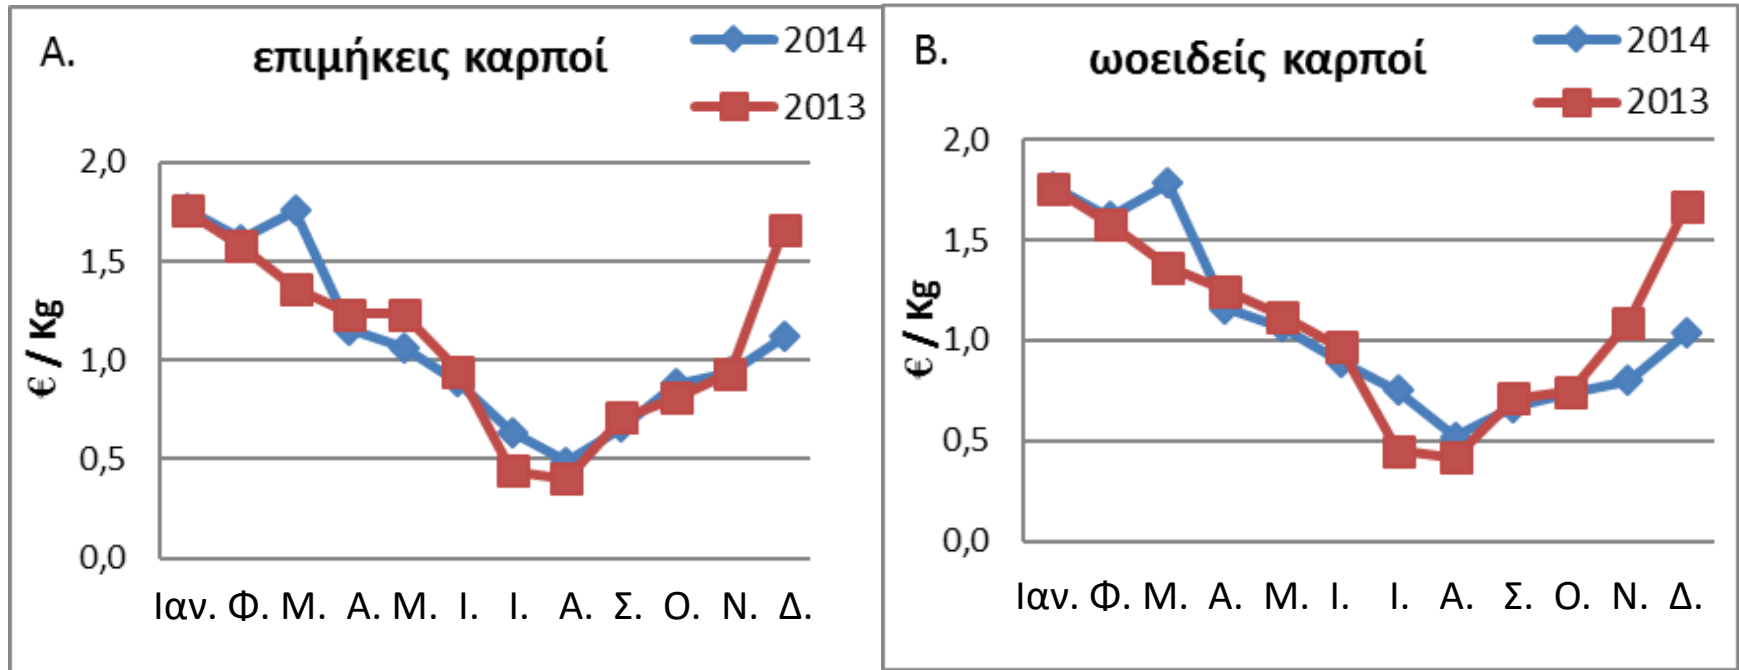 Α.
επιμήκεις καρποί
2014
2013
2,0
1,5
1,0
0,5
0,0
€ / Kg
Ιαν. Φ. Μ. Α. Μ. Ι. Ι. Α. Σ. Ο. Ν. Δ.
Β.
ωοειδείς καρποί
2014
2013
2,0
1,5
1,0
0,5
0,0
€ / Kg
Ιαν. Φ. Μ. Α. Μ. Ι. Ι. Α. Σ. Ο. Ν. Δ.